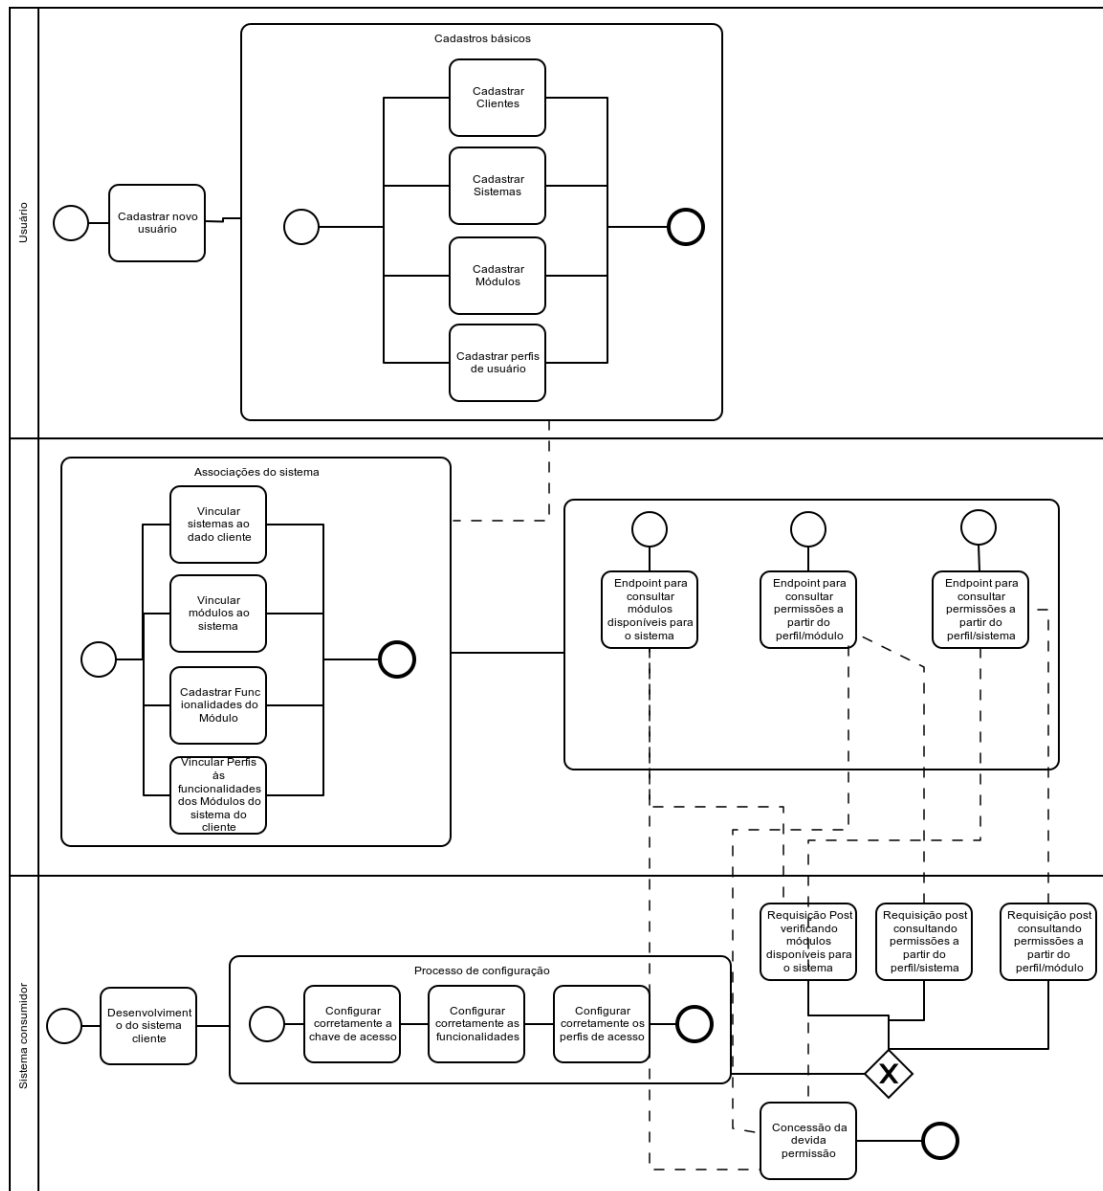 Usuário
Cadastrar novo
usuário
Cadastros básicos
Cadastrar
Clientes
Cadastrar
Sistemas
Cadastrar
Módulos
Cadastrar perfis
de usuário
Associações do sistema
Vincular
sistemas ao
dado cliente
Vincular
módulos ao
sistema
Cadastrar Func
ionalidades do
Módulo
Vincular Perfis
às
funcionalidades
dos Módulos do
sistema do
cliente
Endpoint para
consultar
módulos
disponíveis para
o sistema
Endpoint para
consultar
permissões a
partir do
perfil/módulo
Endpoint para
consultar
permissões a
partir do
perfil/sistema
Sistema consumidor
Desenvolviment
o do sistema
cliente
Processo de configuração
Configurar
corretamente a
chave de acesso
Configurar
corretamente as
funcionalidades
Configurar
corretamente os
perfis de acesso
Requisição Post
verificando
módulos
disponíveis para
o sistema
Requisição post
consultando
permissões a
partir do
perfil/sistema
Requisição post
consultando
permissões a
partir do
perfil/módulo
X
Concessão da
devida
permissão